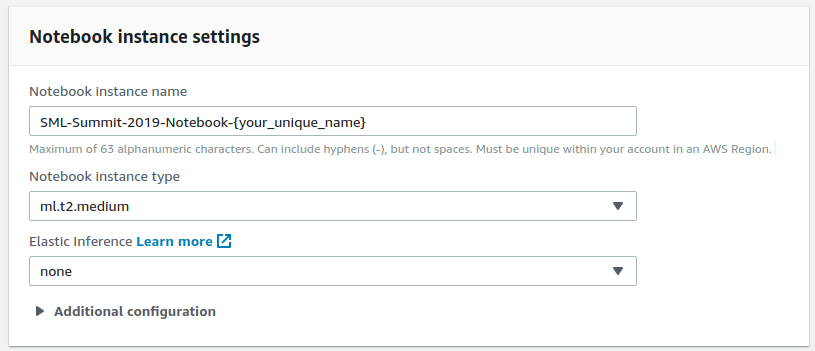 Notebook instance settings
Notebook instance name
SML-Summit-2019-Notebook-{your_unique_name}
Maximum of 63 alphanumeric characters. Can include hyphens (-), but not spaces. Must be unique within your account in an AWS Region.
Notebook instance type
ml.t2.medium
Elastic Inference Learn more
none
Additional configuration